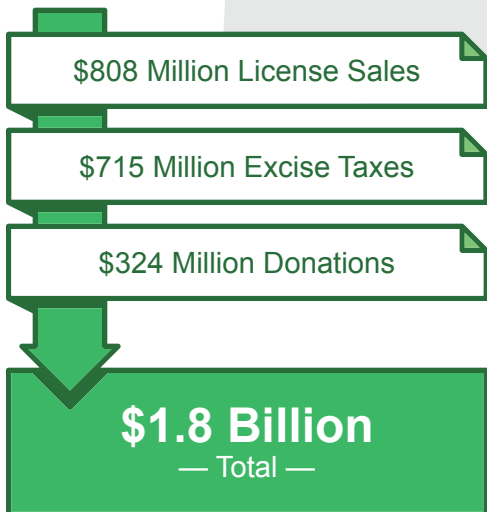 $808 Million License Sales
$715 Million Excise Taxes
$324 Million Donations
$1.8 Billion
— Total —